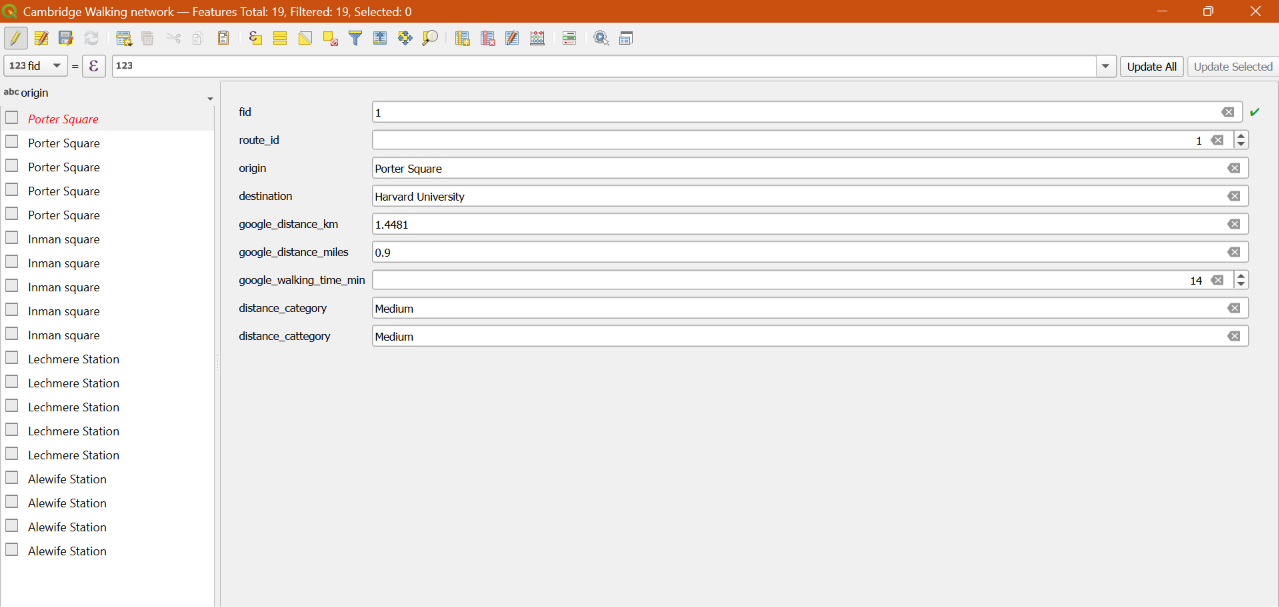 Cambridge Walking network — Features Total: 19, Filtered: 19, Selected: 0
123 fid = ε 123 Update All Update Selected
abc origin
Porter Square
Porter Square
Porter Square
Porter Square
Porter Square
Inman square
Inman square
Inman square
Inman square
Inman square
Lechmere Station
Lechmere Station
Lechmere Station
Lechmere Station
Lechmere Station
Alewife Station
Alewife Station
Alewife Station
Alewife Station
fid 1
route_id 1
origin Porter Square
destination Harvard University
google_distance_km 1.4481
google_distance_miles 0.9
google_walking_time_min 14
distance_category Medium
distance_cattegory Medium